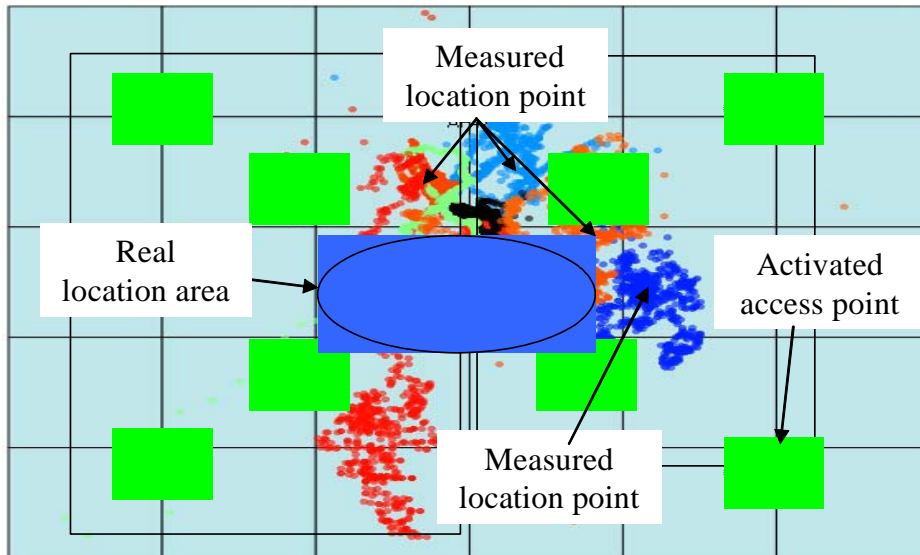 Measured
location point
Real
location area
Activated
access point
Measured
location point